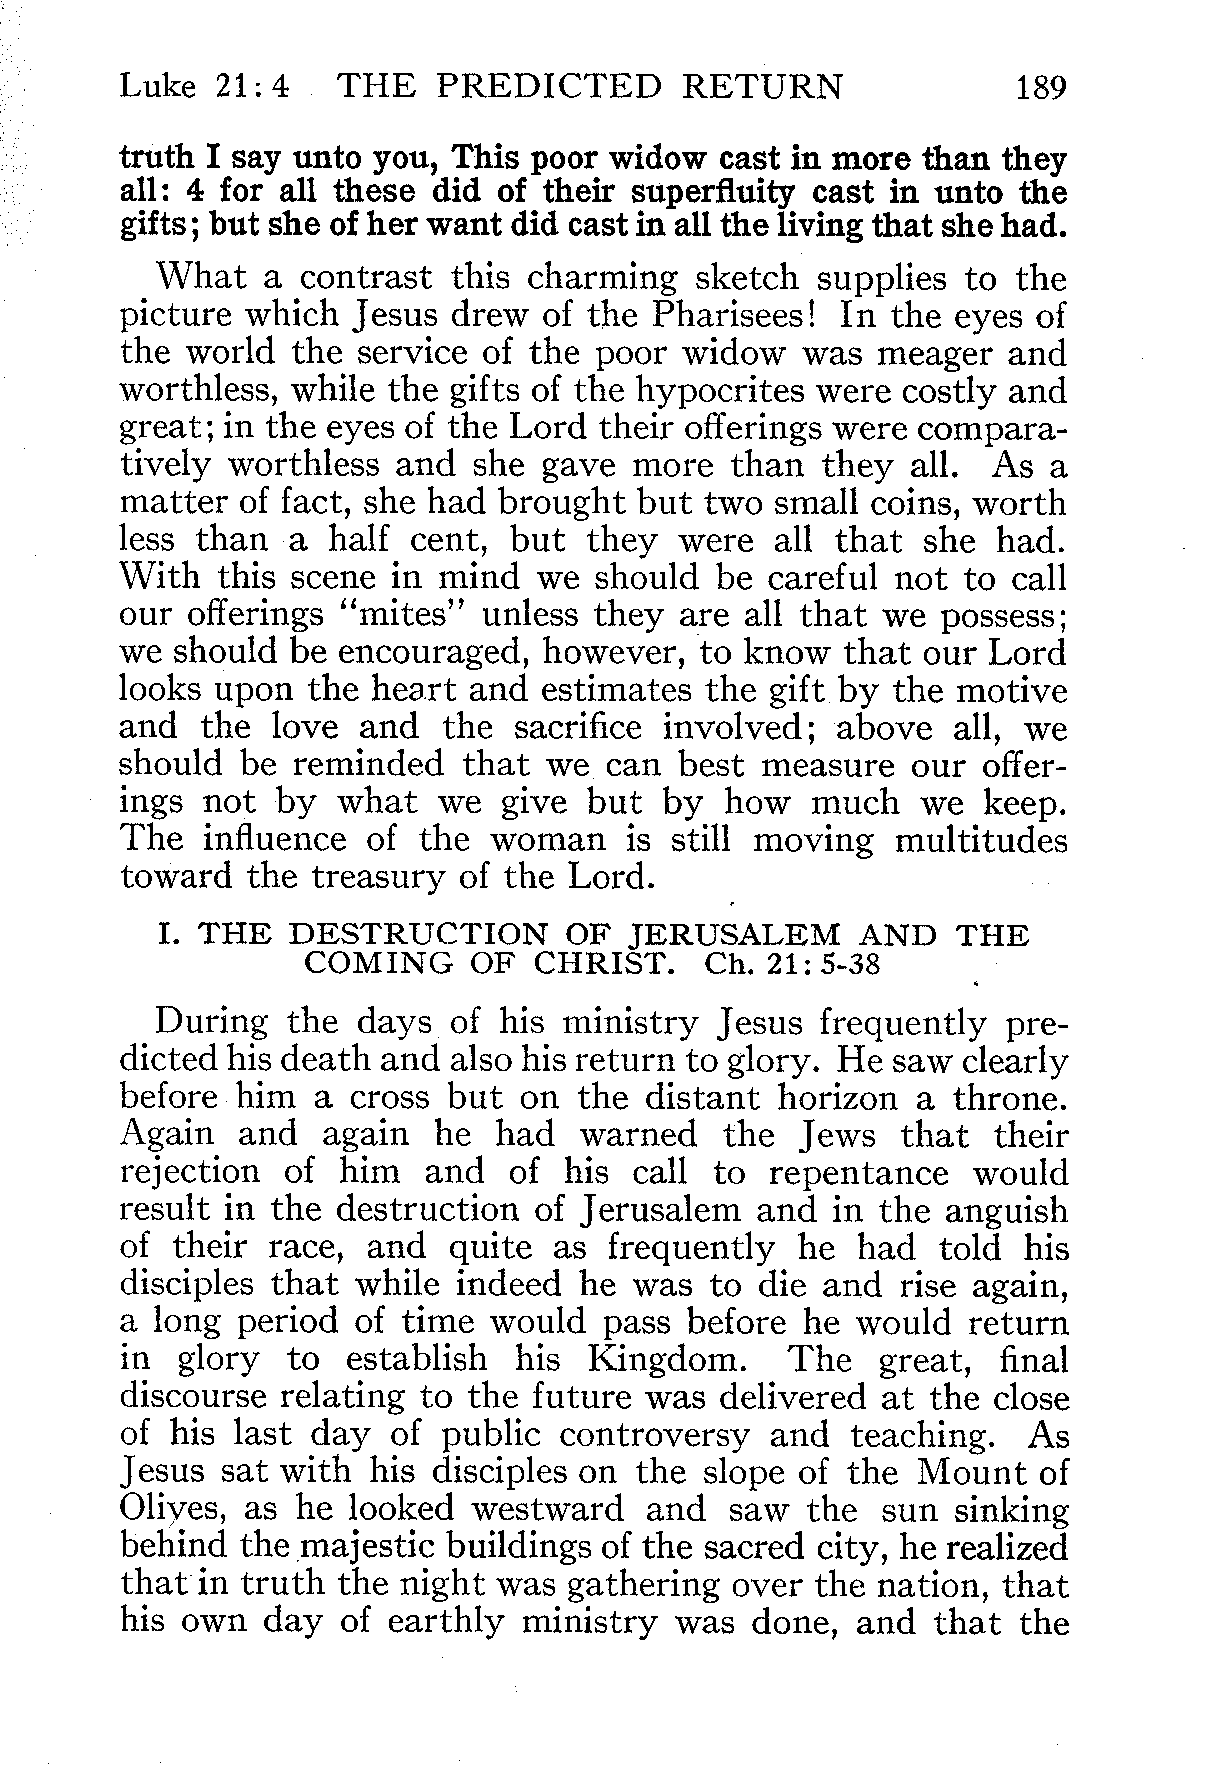 Luke 21:4 THE PREDICTED RETURN 189
truth I say unto you, This poor widow cast in more than they
all: 4 for all these did of their superfluity cast in unto the
gifts; but she of her want did cast in all the living that she had.
What a contrast this charming sketch supplies to the
picture which Jesus drew of the Pharisees! In the eyes of
the world the service of the poor widow was meager and
worthless, while the gifts of the hypocrites were costly and
great; in the eyes of the Lord their offerings were compara-
tively worthless and she gave more than they all. As a
matter of fact, she had brought but two small coins, worth
less than a half cent, but they were all that she had.
With this scene in mind we should be careful not to call
our offerings “mites” unless they are all that we possess;
we should be encouraged, however, to know that our Lord
looks upon the heart and estimates the gift by the motive
and the love and the sacrifice involved; above all, we
should be reminded that we can best measure our offer-
ings not by what we give but by how much we keep.
The influence of the woman is still moving multitudes
toward the treasury of the Lord.
I. THE DESTRUCTION OF JERUSALEM AND THE
COMING OF CHRIST. Ch. 21:5-38
During the days of his ministry Jesus frequently pre-
dicted his death and also his return to glory. He saw clearly
before him a cross but on the distant horizon a throne.
Again and again he had warned the Jews that their
rejection of him and of his call to repentance would
result in the destruction of Jerusalem and in the anguish
of their race, and quite as frequently he had told his
disciples that while indeed he was to die and rise again,
a long period of time would pass before he would return
in glory to establish his Kingdom. The great, final
discourse relating to the future was delivered at the close
of his last day of public controversy and teaching. As
Jesus sat with his disciples on the slope of the Mount of
Olives, as he looked westward and saw the sun sinking
behind the majestic buildings of the sacred city, he realized
that in truth the night was gathering over the nation, that
his own day of earthly ministry was done, and that the